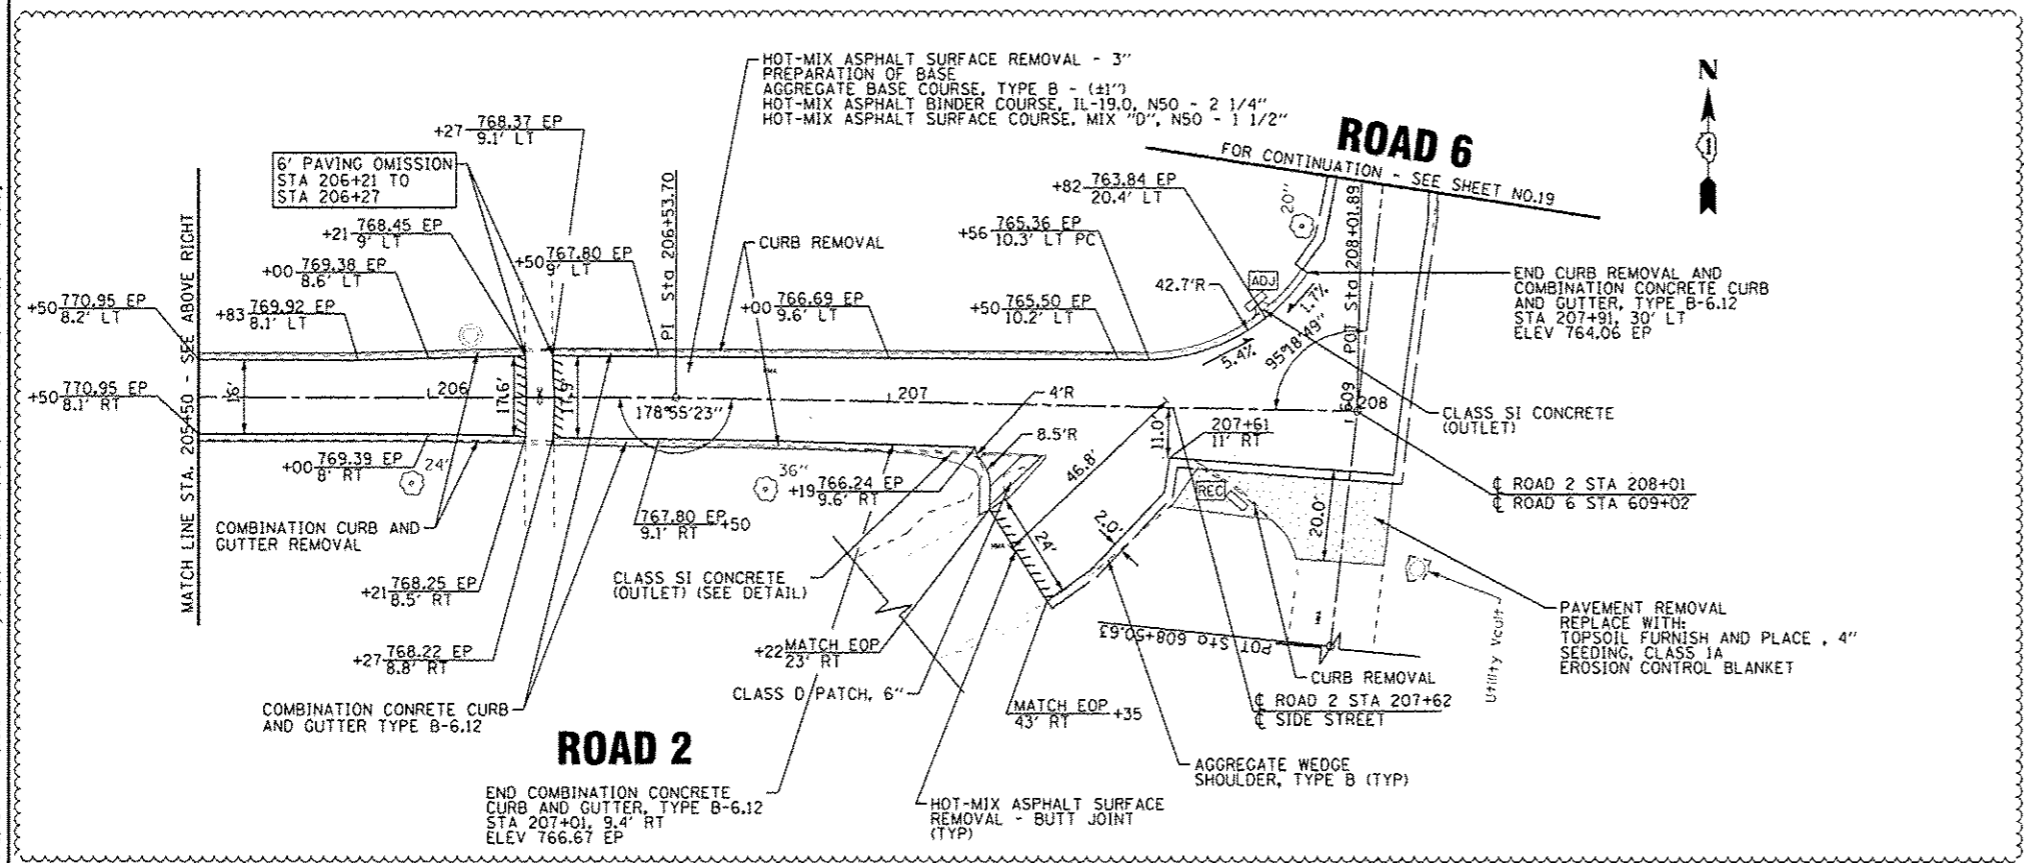 HOT-MIX ASPHALT SURFACE REMOVAL - 3"
PREPARATION OF BASE
AGGREGATE BASE COURSE, TYPE B - (±1")
HOT-MIX ASPHALT BINDER COURSE, IL-19.0, N50 - 2 1/4"
HOT-MIX ASPHALT SURFACE COURSE, MIX "D", N50 - 1 1/2"
ROAD 6
FOR CONTINUATION - SEE SHEET NO.19
N
+27 768.37 EP
9.1' LT
6' PAVING OMISSION
STA 206+21 TO
STA 206+27
+21 768.45 EP
9' LT
+00 769.38 EP
8.6' LT
+50 770.95 EP
8.2' LT
+83 769.92 EP
8.1' LT
+50 767.80 EP
9' LT
PI Sta 206+53.70
CURB REMOVAL
+00 766.69 EP
9.6' LT
+82 763.84 EP
20.4' LT
+56 765.36 EP
10.3' LT PC
+50 765.50 EP
10.2' LT
42.7'R
ADJ
20"
1.7%
5.4%
95°18'49"
POT Sta 208+01.89
END CURB REMOVAL AND
COMBINATION CONCRETE CURB
AND GUTTER, TYPE B-6.12
STA 207+91, 30' LT
ELEV 764.06 EP
MATCH LINE STA. 205+50 - SEE ABOVE RIGHT
+50 770.95 EP
8.1' RT
16'
206
17.6'
17.9'
178°55'23"
207
4'R
8.5'R
46.8'
11.0'
207+61
11' RT
609
208
CLASS SI CONCRETE
(OUTLET)
℄ ROAD 2 STA 208+01
℄ ROAD 6 STA 609+02
+00 769.39 EP
8' RT
24"
36"
+19 766.24 EP
9.6' RT
767.80 EP +50
9.1' RT
COMBINATION CURB AND
GUTTER REMOVAL
+21 768.25 EP
8.5' RT
CLASS SI CONCRETE
(OUTLET) (SEE DETAIL)
HMA
24'
2.0'
REC
20.0'
+27 768.22 EP
8.8' RT
+22 MATCH EOP
23' RT
CLASS D PATCH, 6"
POT Sta 608+50.63
Utility Vault
PAVEMENT REMOVAL
REPLACE WITH:
TOPSOIL FURNISH AND PLACE , 4"
SEEDING, CLASS 1A
EROSION CONTROL BLANKET
CURB REMOVAL
℄ ROAD 2 STA 207+62
℄ SIDE STREET
MATCH EOP +35
43' RT
COMBINATION CONRETE CURB
AND GUTTER TYPE B-6.12
ROAD 2
AGGREGATE WEDGE
SHOULDER, TYPE B (TYP)
END COMBINATION CONCRETE
CURB AND GUTTER, TYPE B-6.12
STA 207+01, 9.4' RT
ELEV 766.67 EP
HOT-MIX ASPHALT SURFACE
REMOVAL - BUTT JOINT
(TYP)